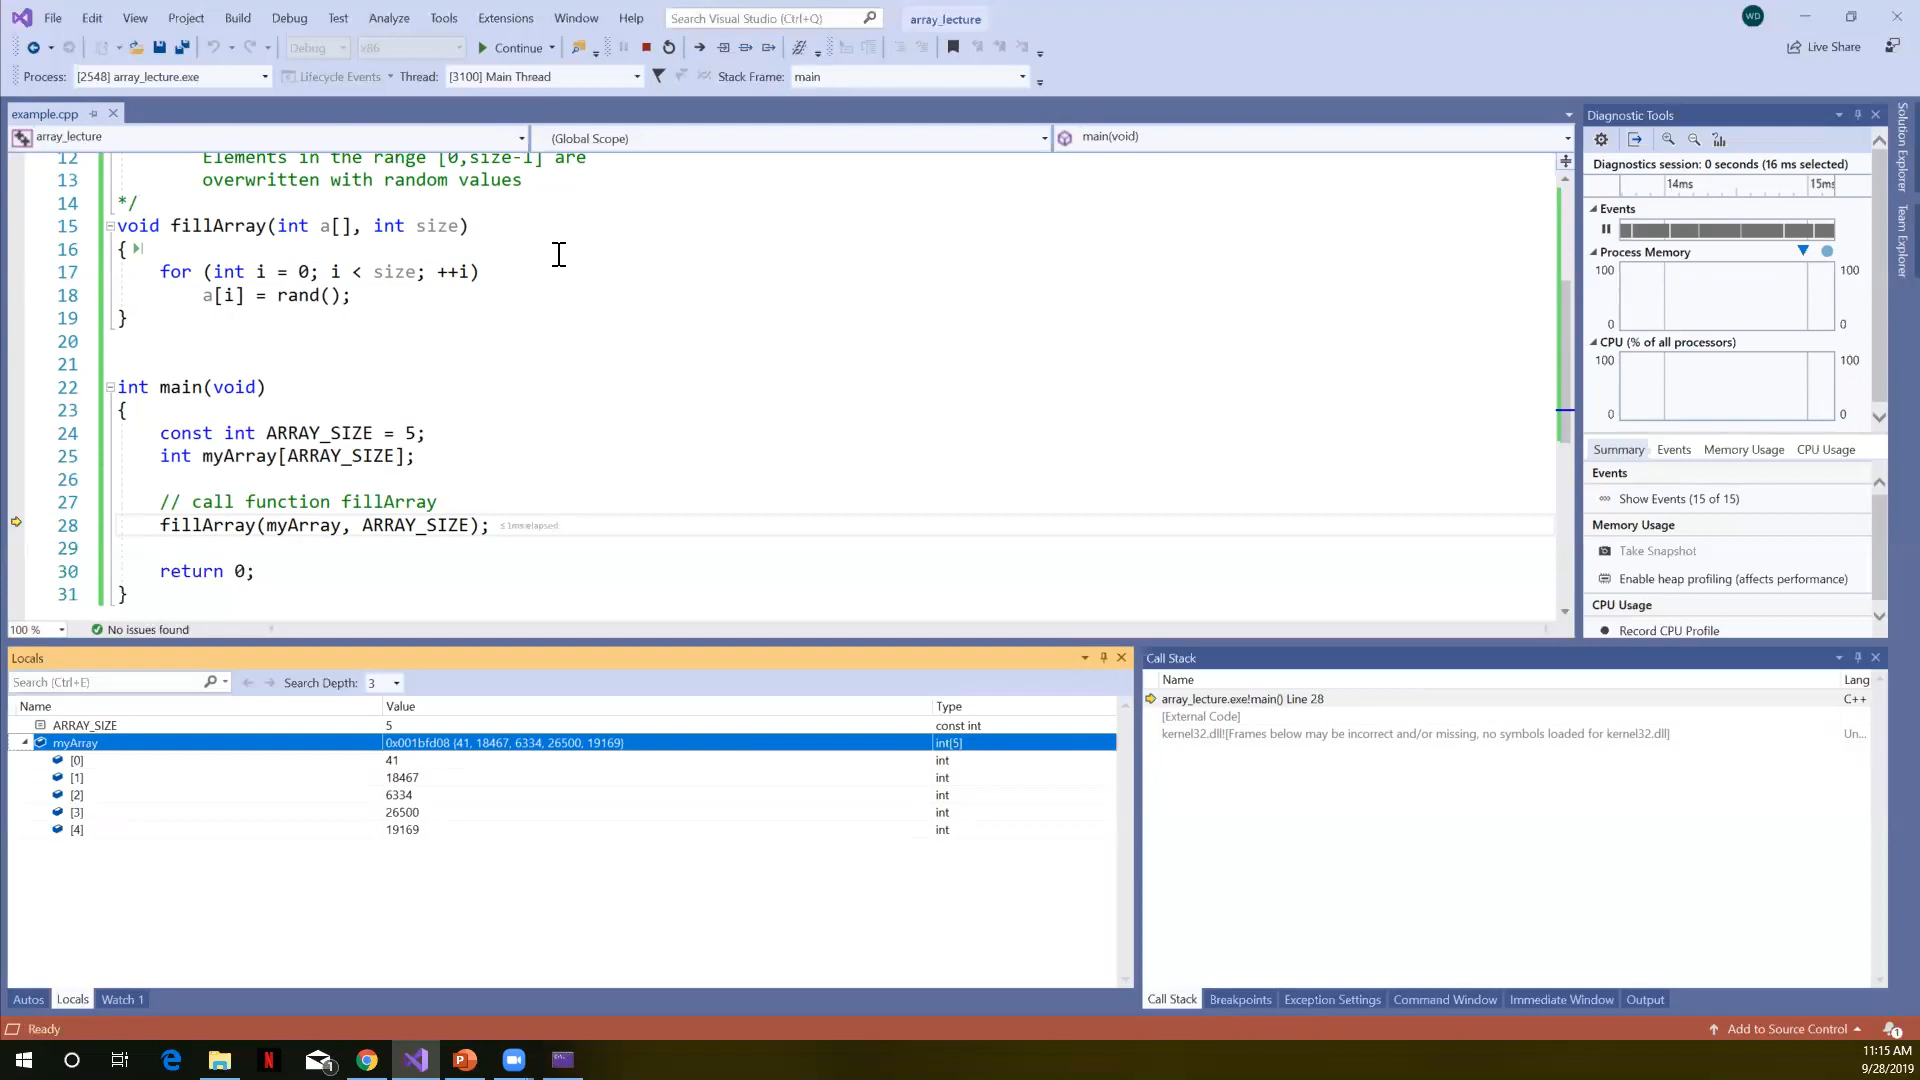 File Edit View Project Build Debug Test Analyze Tools Extensions Window Help Search Visual Studio (Ctrl+Q) array_lecture WD
Debug x86 Continue Live Share
Process: [2548] array_lecture.exe Lifecycle Events Thread: [3100] Main Thread Stack Frame: main
example.cpp
array_lecture (Global Scope) main(void)
12 Elements in the range [0,size-1] are
13 overwritten with random values
14 */
15 void fillArray(int a[], int size)
16 {
17 for (int i = 0; i < size; ++i)
18 a[i] = rand();
19 }
20
21
22 int main(void)
23 {
24 const int ARRAY_SIZE = 5;
25 int myArray[ARRAY_SIZE];
26
27 // call function fillArray
28 fillArray(myArray, ARRAY_SIZE); ≤1ms elapsed
29
30 return 0;
31 }
100 % No issues found
Diagnostic Tools
Diagnostics session: 0 seconds (16 ms selected)
14ms 15ms
Events
Process Memory
100 100
0 0
CPU (% of all processors)
100 100
0 0
Summary Events Memory Usage CPU Usage
Events
Show Events (15 of 15)
Memory Usage
Take Snapshot
Enable heap profiling (affects performance)
CPU Usage
Record CPU Profile
Solution Explorer
Team Explorer
Locals
Search (Ctrl+E) Search Depth: 3
Name Value Type
ARRAY_SIZE 5 const int
myArray 0x001bfd08 {41, 18467, 6334, 26500, 19169} int[5]
[0] 41 int
[1] 18467 int
[2] 6334 int
[3] 26500 int
[4] 19169 int
Autos Locals Watch 1
Call Stack
Name Lang
array_lecture.exe!main() Line 28 C++
[External Code]
kernel32.dll![Frames below may be incorrect and/or missing, no symbols loaded for kernel32.dll] Un...
Call Stack Breakpoints Exception Settings Command Window Immediate Window Output
Ready Add to Source Control 1
11:15 AM
9/28/2019